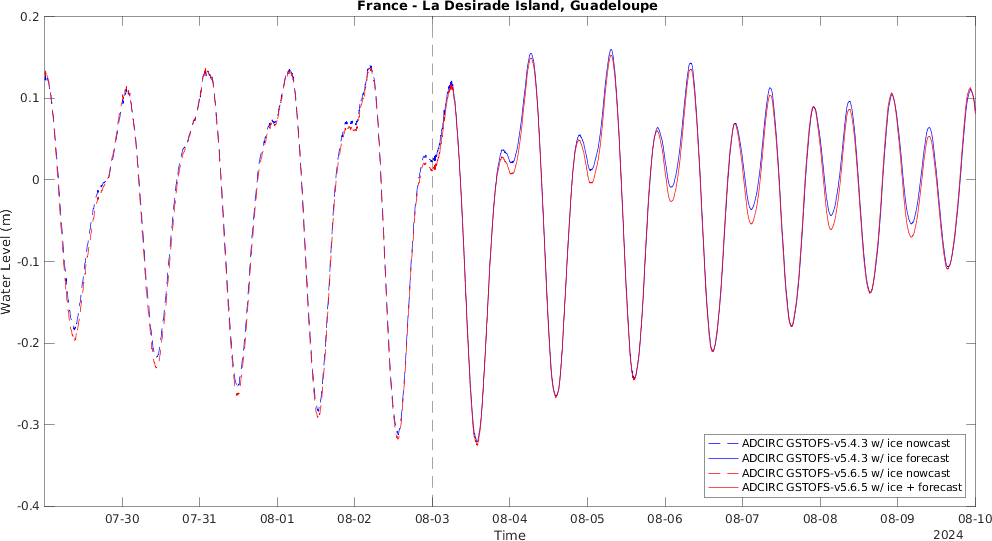 France - La Desirade Island, Guadeloupe
0.2
0.1
0
-0.1
-0.2
-0.3
-0.4
Water Level (m)
ADCIRC GSTOFS-v5.4.3 w/ ice nowcast
ADCIRC GSTOFS-v5.4.3 w/ ice forecast
ADCIRC GSTOFS-v5.6.5 w/ ice nowcast
ADCIRC GSTOFS-v5.6.5 w/ ice + forecast
07-30 07-31 08-01 08-02 08-03 08-04 08-05 08-06 08-07 08-08 08-09 08-10
Time
2024